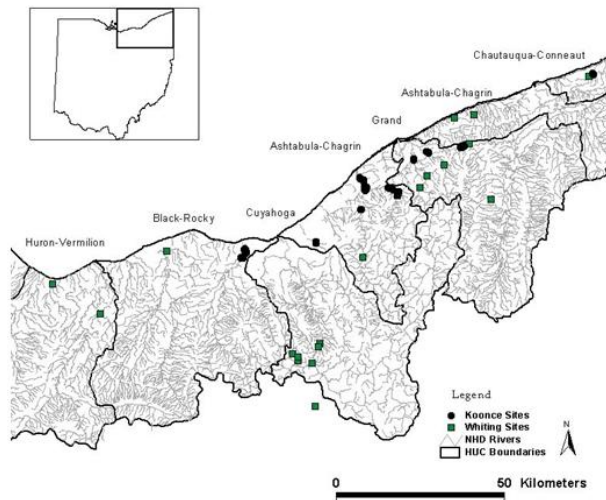 Chautauqua-Conneaut
Ashtabula-Chagrin
Grand
Ashtabula-Chagrin
Cuyahoga
Black-Rocky
Huron-Vermilion
Legend
Koonce Sites
Whiting Sites
NHD Rivers
HUC Boundaries
N
0 50 Kilometers